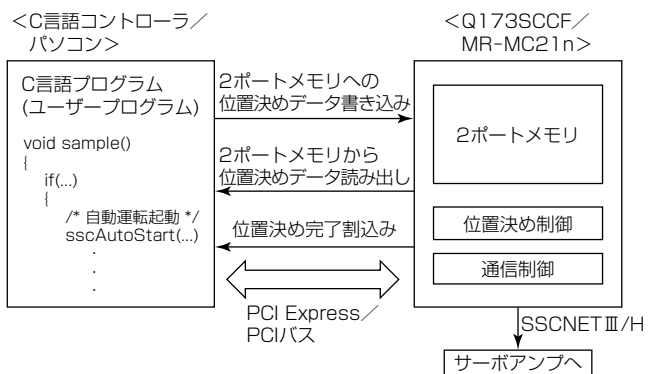 <C言語コントローラ／
パソコン>
C言語プログラム
(ユーザープログラム)
void sample()
{
if(...)
{
/* 自動運転起動 */
sscAutoStart(...)
.
.
.
2ポートメモリへの
位置決めデータ書き込み
2ポートメモリから
位置決めデータ読み出し
位置決め完了割込み
PCI Express／
PCIバス
<Q173SCCF／
MR-MC21n>
2ポートメモリ
位置決め制御
通信制御
SSCNETⅢ/H
サーボアンプへ